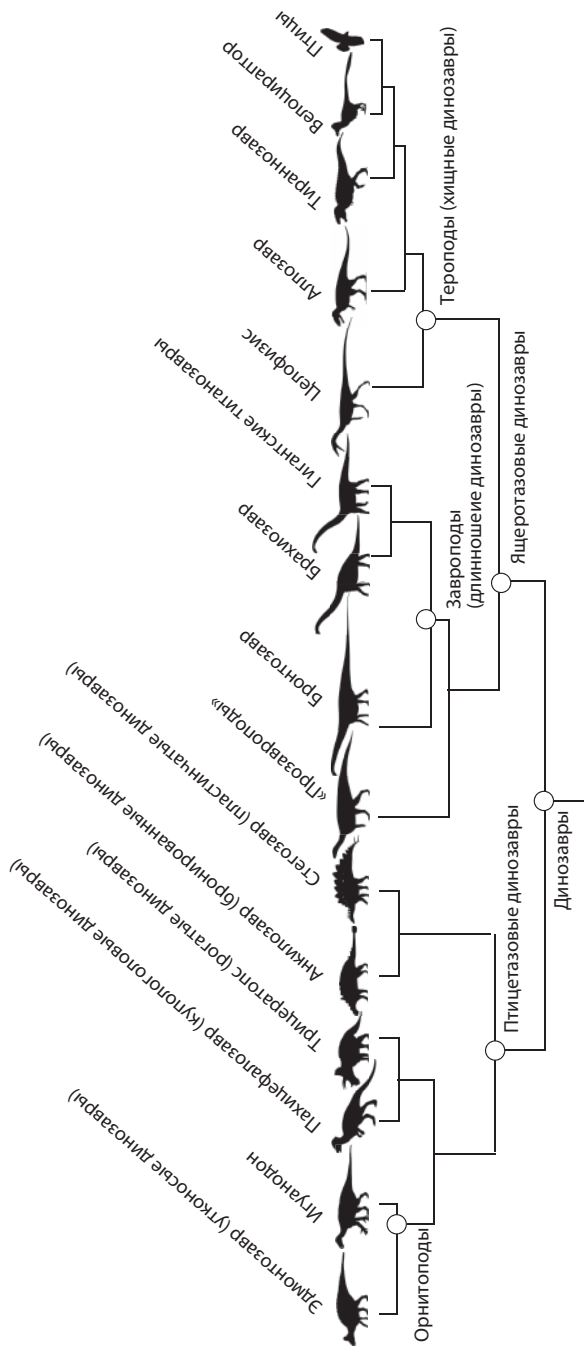 Птицы
Велоцираптор
Тираннозавр
Аллозавр
Целофизис
Гигантские титанозавры
Брахиозавр
Бронтозавр
"Прозавроподы"
Стегозавр (пластинчатые динозавры)
Анкилозавр (бронированные динозавры)
Трицератопс (рогатые динозавры)
Пахицефалозавр (купологоловые динозавры)
Игуанодон
Эдмонтозавр (утконосые динозавры)
Тероподы (хищные динозавры)
Завроподы
(длинношеие динозавры)
Ящеротазовые динозавры
Птицетазовые динозавры
Динозавры
Орнитоподы